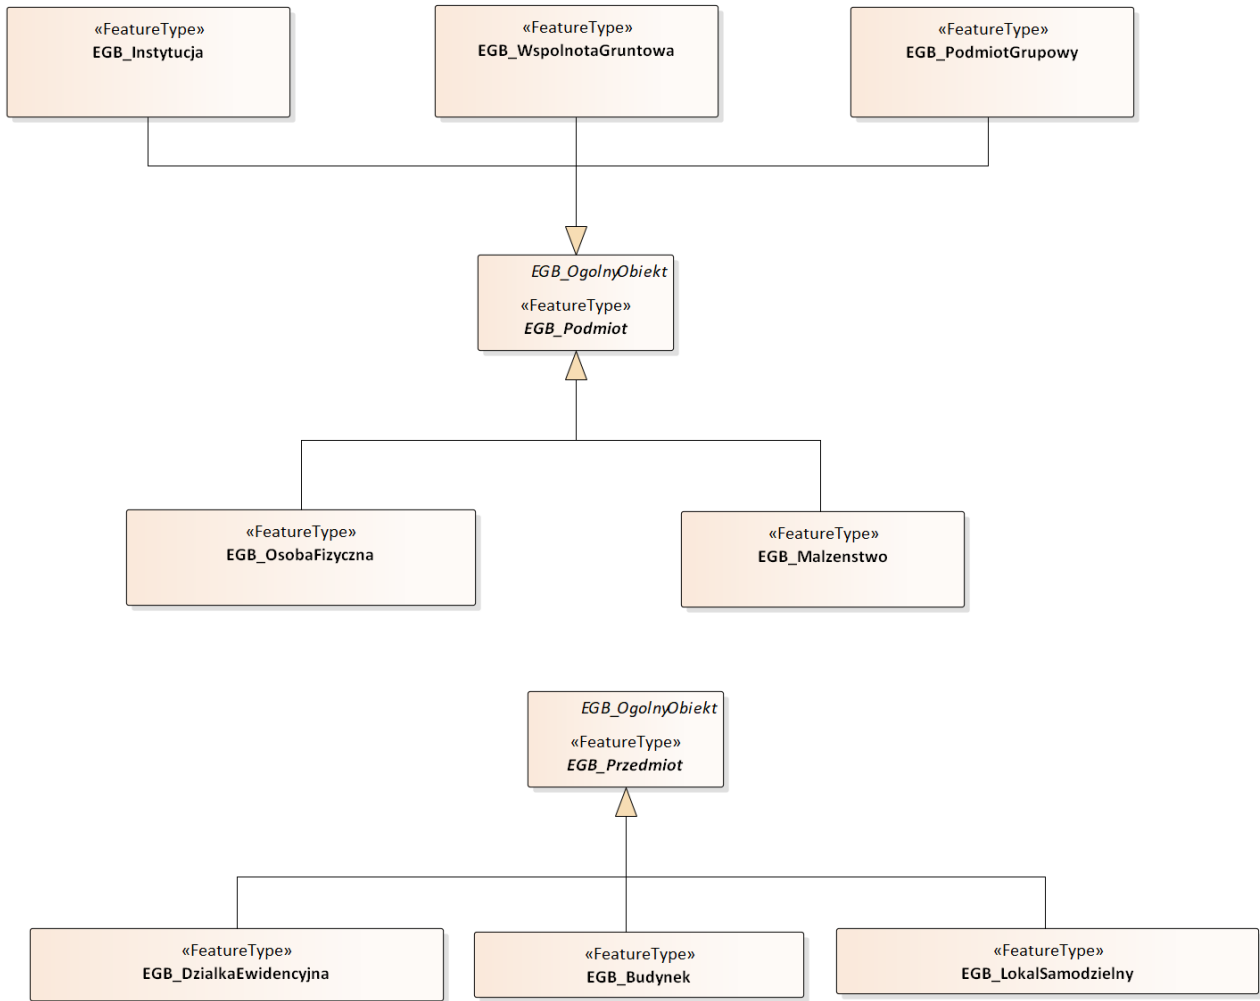 «FeatureType»
EGB_Instytucja
«FeatureType»
EGB_WspolnotaGruntowa
«FeatureType»
EGB_PodmiotGrupowy
EGB_OgolnyObiekt
«FeatureType»
EGB_Podmiot
«FeatureType»
EGB_OsobaFizyczna
«FeatureType»
EGB_Malzenstwo
EGB_OgolnyObiekt
«FeatureType»
EGB_Przedmiot
«FeatureType»
EGB_DzialkaEwidencyjna
«FeatureType»
EGB_Budynek
«FeatureType»
EGB_LokalSamodzielny